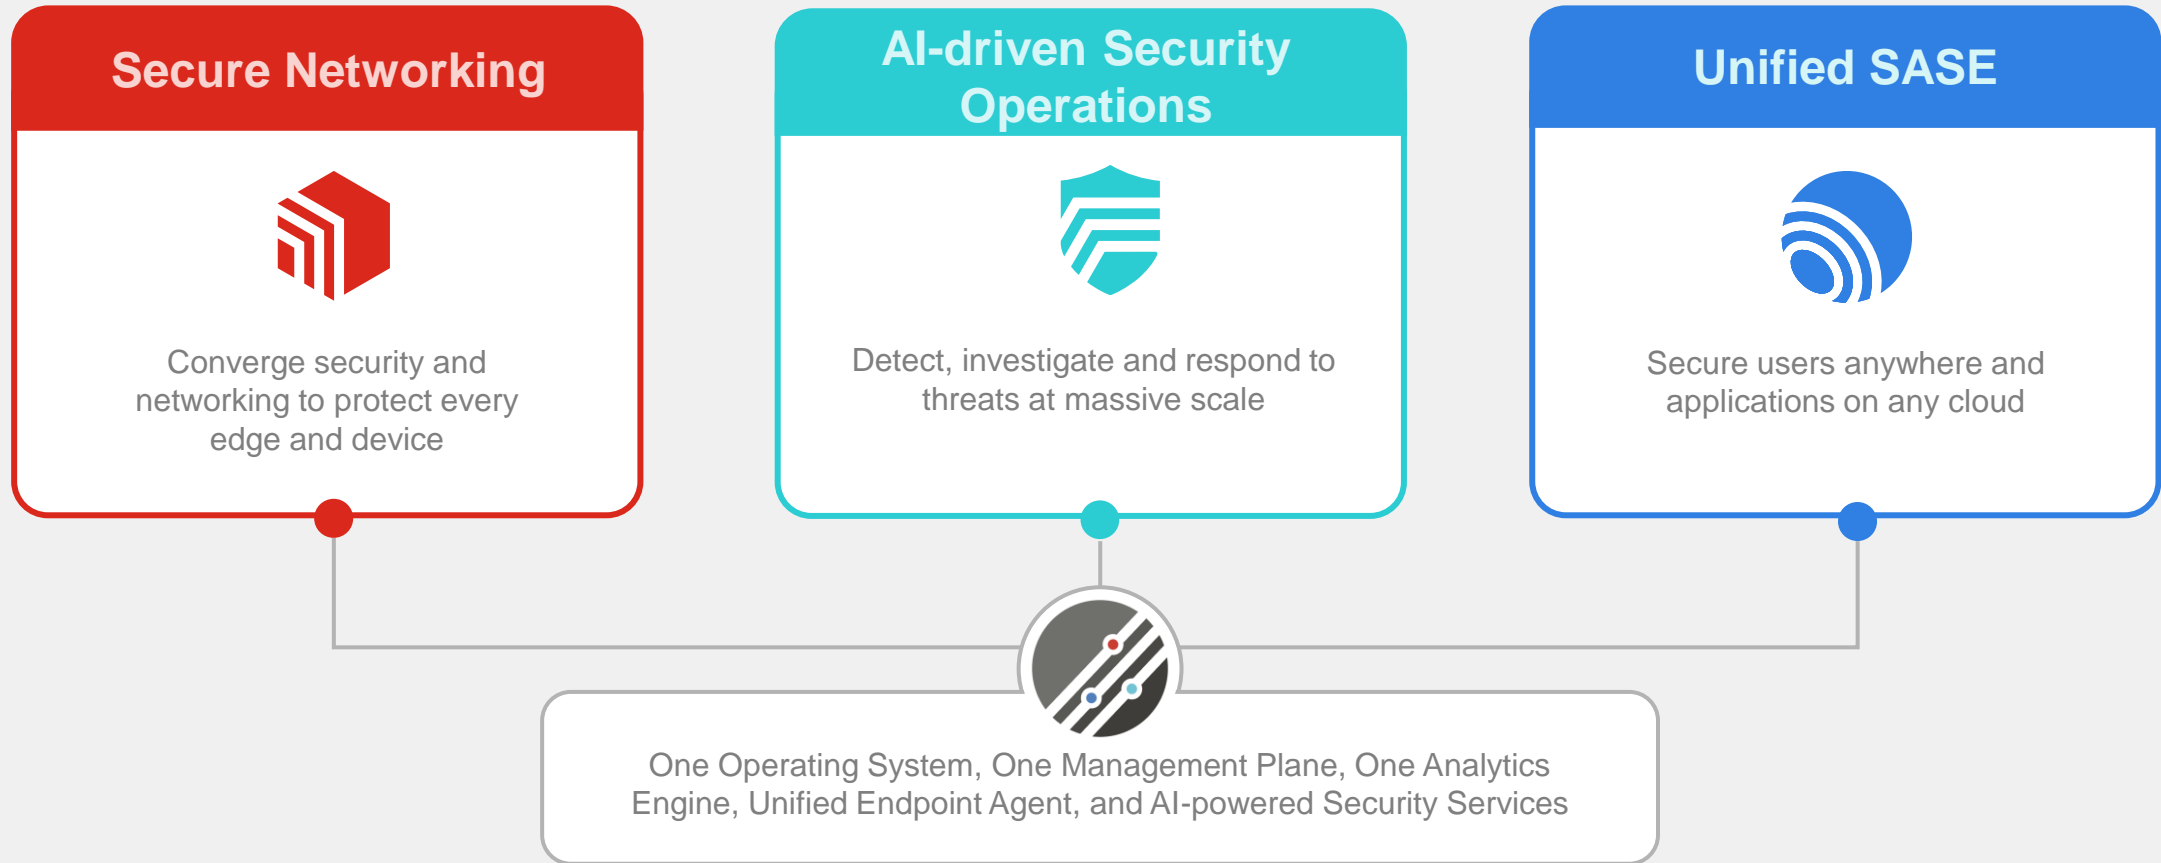 Secure Networking
Converge security and
networking to protect every
edge and device
AI-driven Security
Operations
Detect, investigate and respond to
threats at massive scale
Unified SASE
Secure users anywhere and
applications on any cloud
One Operating System, One Management Plane, One Analytics
Engine, Unified Endpoint Agent, and AI-powered Security Services